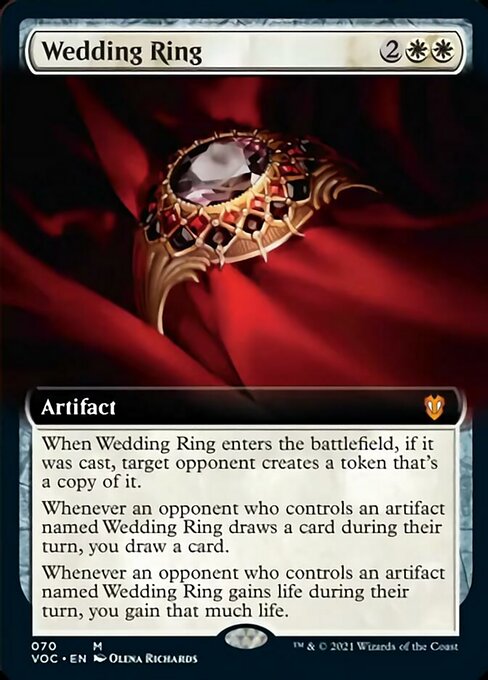 Wedding Ring 2
Artifact
When Wedding Ring enters the battlefield, if it
was cast, target opponent creates a token that's
a copy of it.
Whenever an opponent who controls an artifact
named Wedding Ring draws a card during their
turn, you draw a card.
Whenever an opponent who controls an artifact
named Wedding Ring gains life during their
turn, you gain that much life.
070 M
VOC • EN Olena Richards
™ & © 2021 Wizards of the Coast